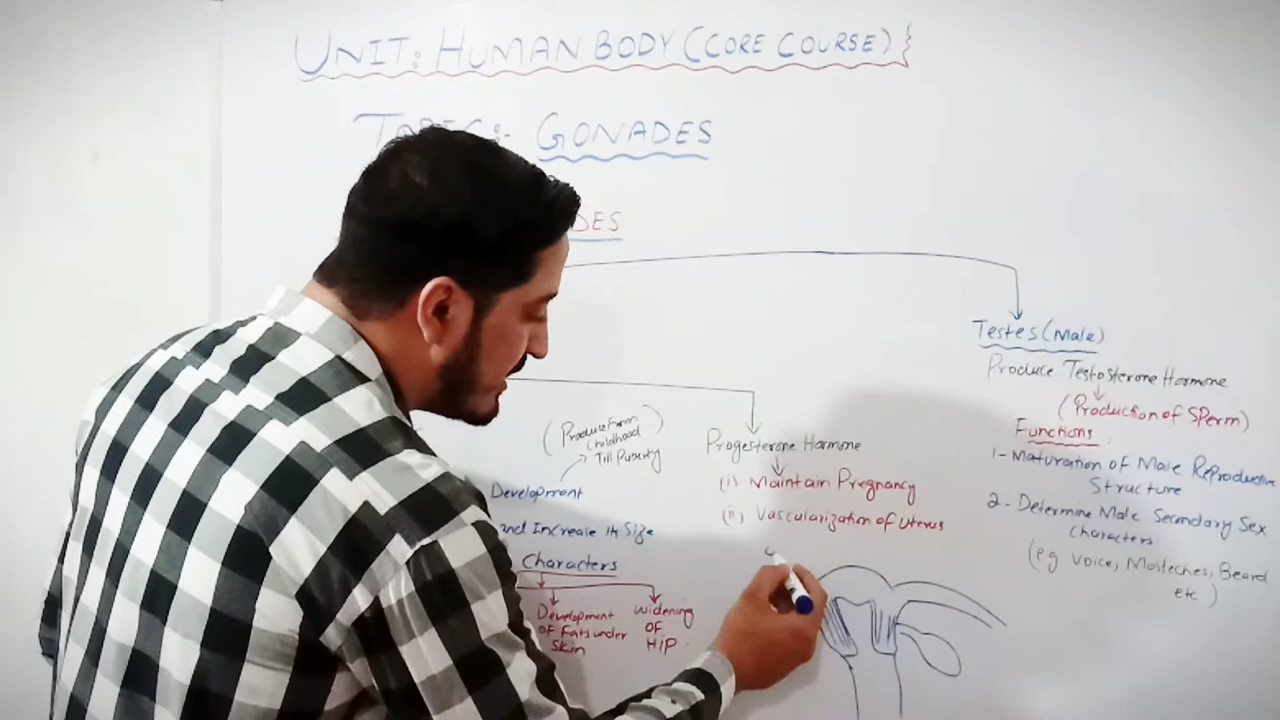 UNIT: HUMAN BODY (CORE COURSE)
GONADES
DES
Testes (Male)
Produce Testosterone Hormone
(Production of SPerm)
Functions :
1- Maturation of Male Reproductive
Structure
2- Determine Male Secondary Sex
characters
(eg voice, Mosteches, Beard
etc )
(Produce form
childhood
Till Puberty)
Progesterone Hormone
(i) Maintain Pregnancy
(ii) Vascularization of Uterus
Development
and Increase its Size
Characters
Development
of Fats under
Skin
Widening
OF
HiP